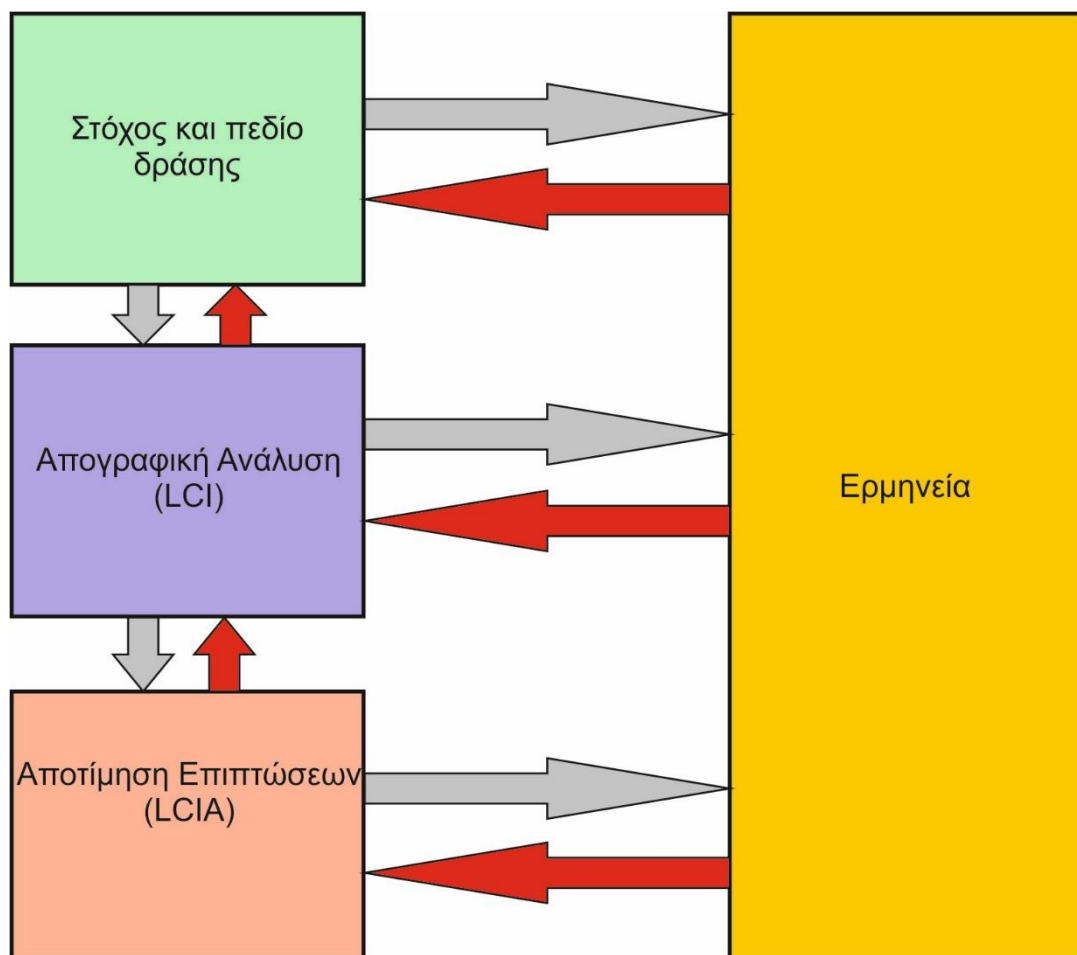 Στόχος και πεδίο
δράσης
Απογραφική Ανάλυση
(LCI)
Ερμηνεία
Αποτίμηση Επιπτώσεων
(LCIA)